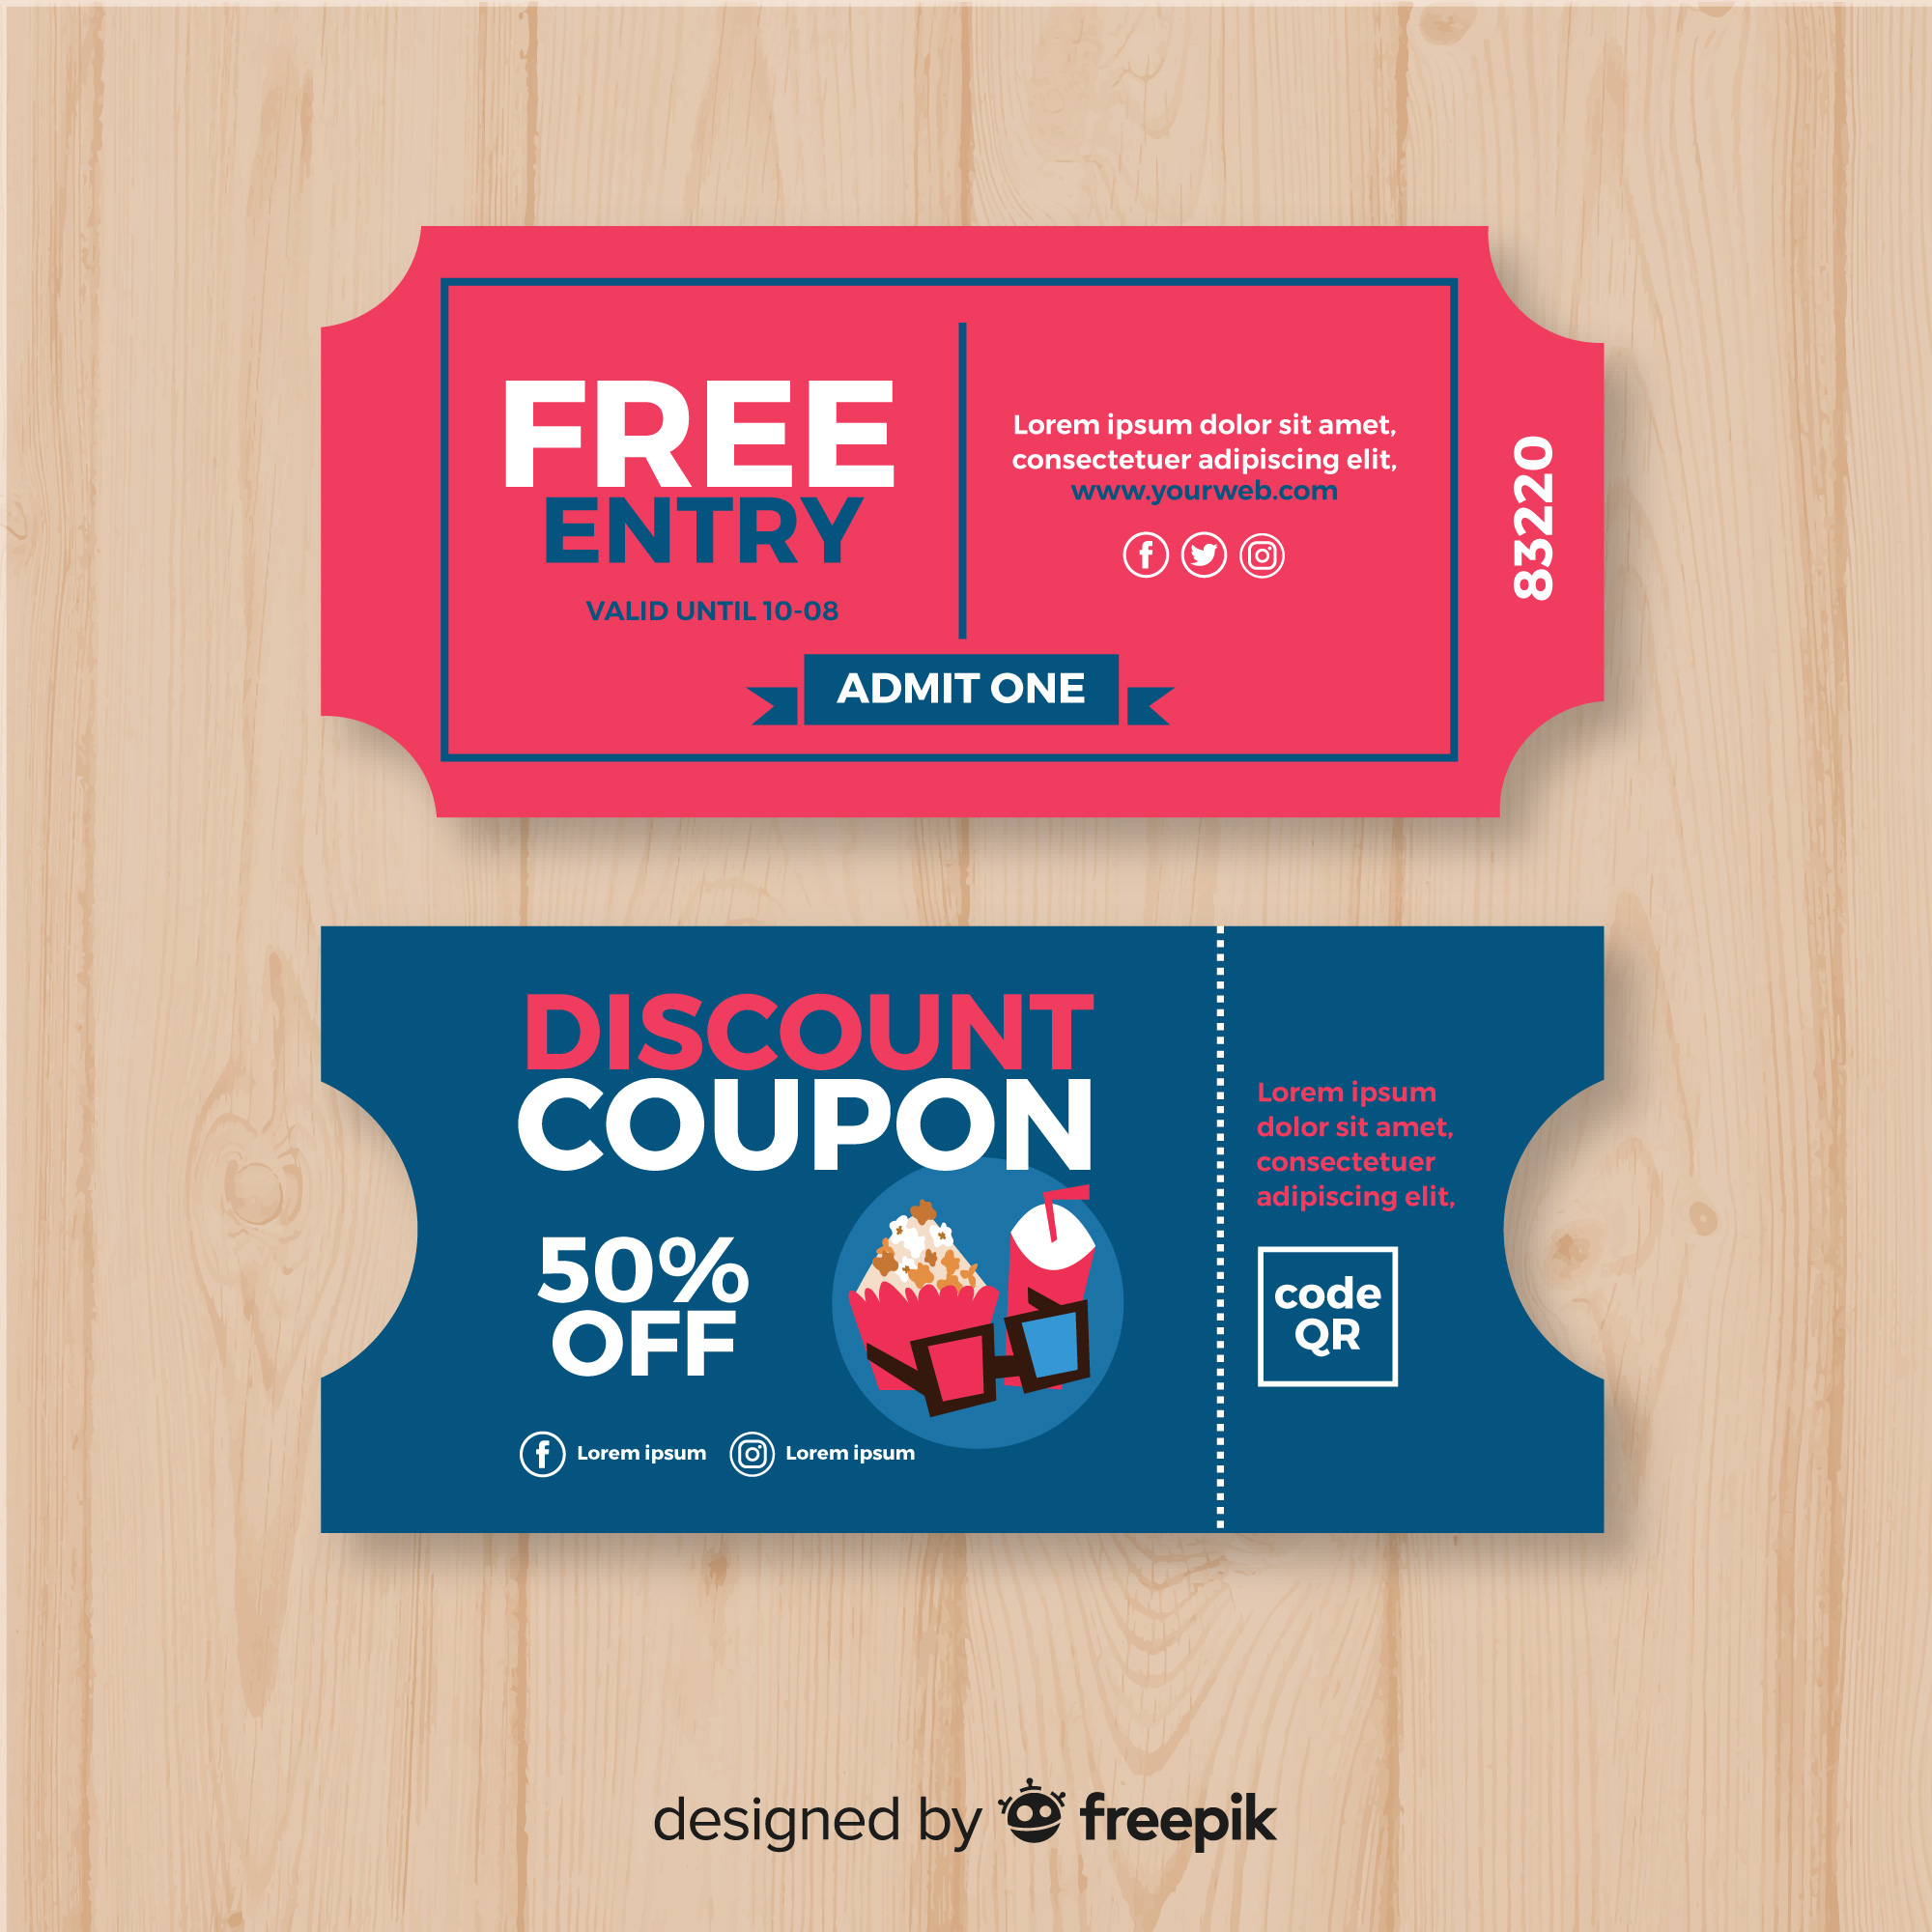 FREE
ENTRY
VALID UNTIL 10-08
Lorem ipsum dolor sit amet,
consectetuer adipiscing elit,
www.yourweb.com
ADMIT ONE
83220
DISCOUNT
COUPON
50%
OFF
Lorem ipsum
Lorem ipsum
Lorem ipsum
dolor sit amet,
consectetuer
adipiscing elit,
code
QR
designed by freepik